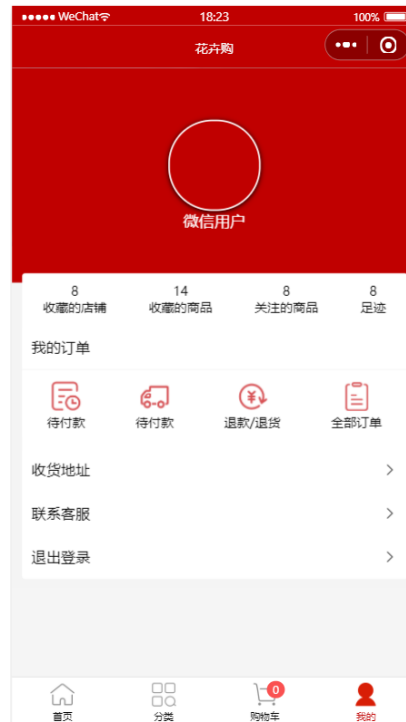 WeChat 18:23 100%
花卉购
微信用户
8 14 8 8
收藏的店铺 收藏的商品 关注的商品 足迹
我的订单
待付款 待付款 退款/退货 全部订单
收货地址
联系客服
退出登录
0
首页 分类 购物车 我的